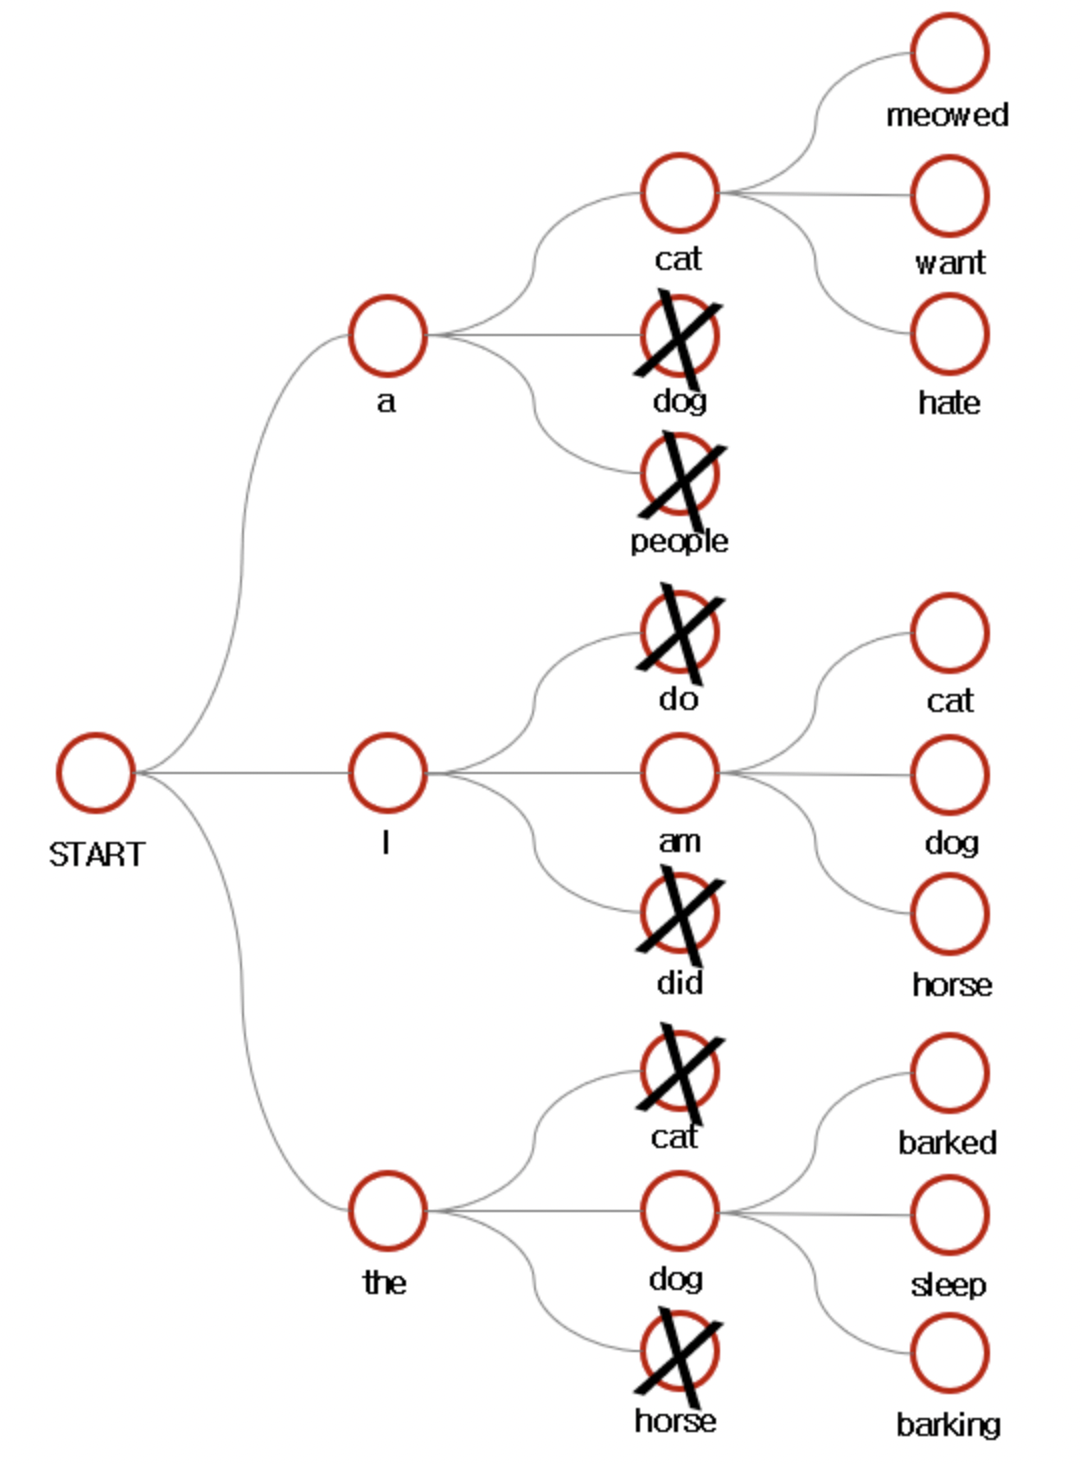 meowed
cat
want
a
dog
hate
people
do
cat
START
I
am
dog
did
horse
cat
barked
the
dog
sleep
horse
barking